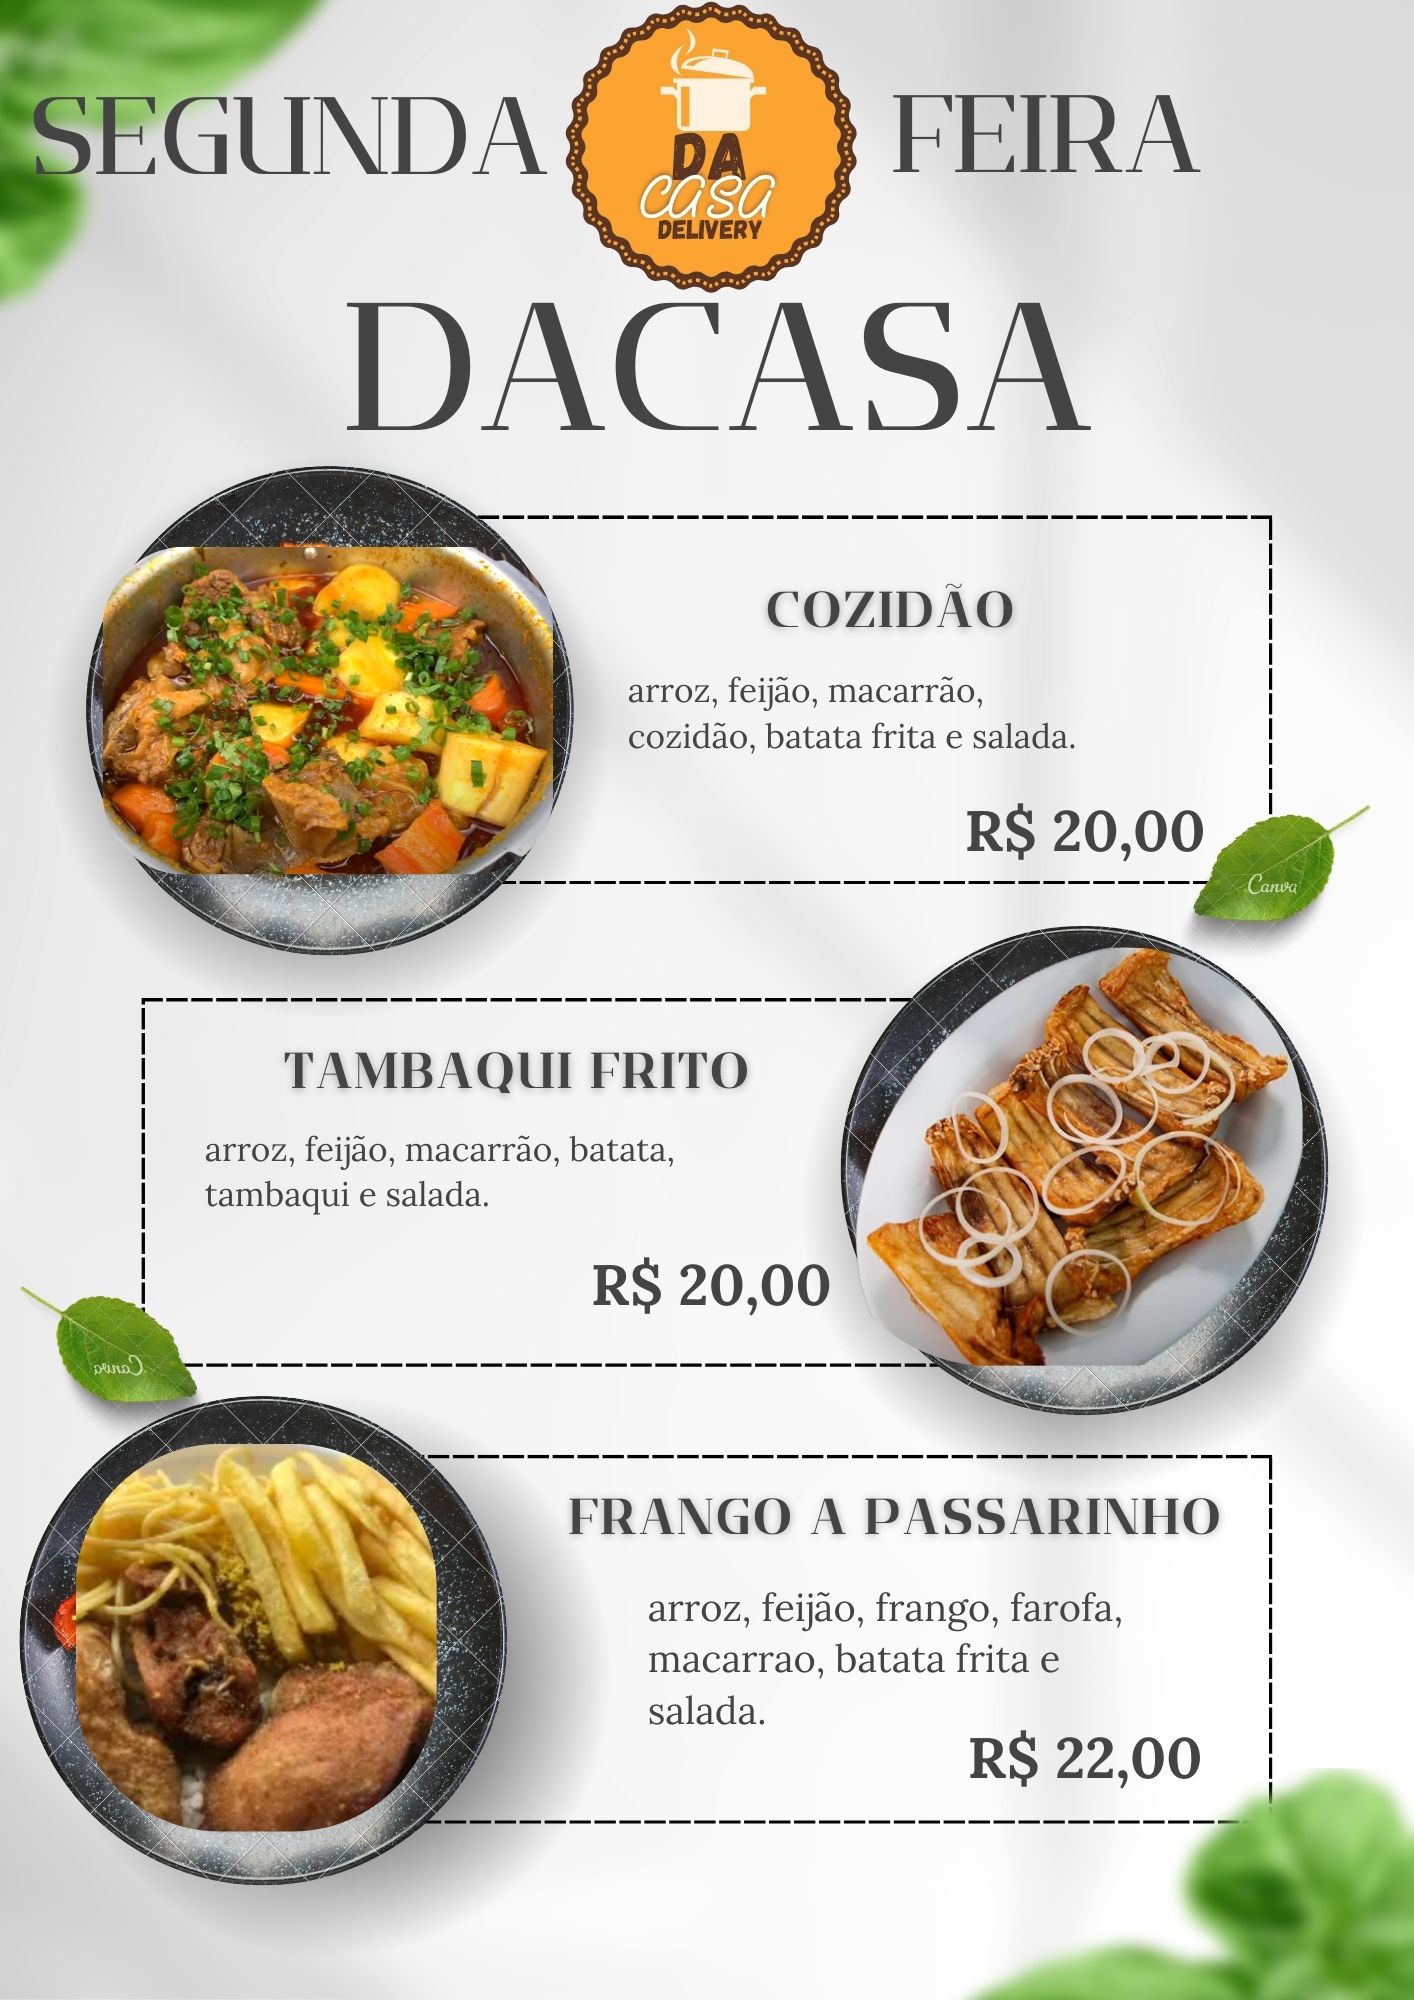 SEGUNDA FEIRA
DA
CASA
DELIVERY
DACASA
COZIDÃO
arroz, feijão, macarrão,
cozidão, batata frita e salada.
R$ 20,00
Canva
TAMBAQUI FRITO
arroz, feijão, macarrão, batata,
tambaqui e salada.
R$ 20,00
Canva
FRANGO A PASSARINHO
arroz, feijão, frango, farofa,
macarrao, batata frita e
salada.
R$ 22,00